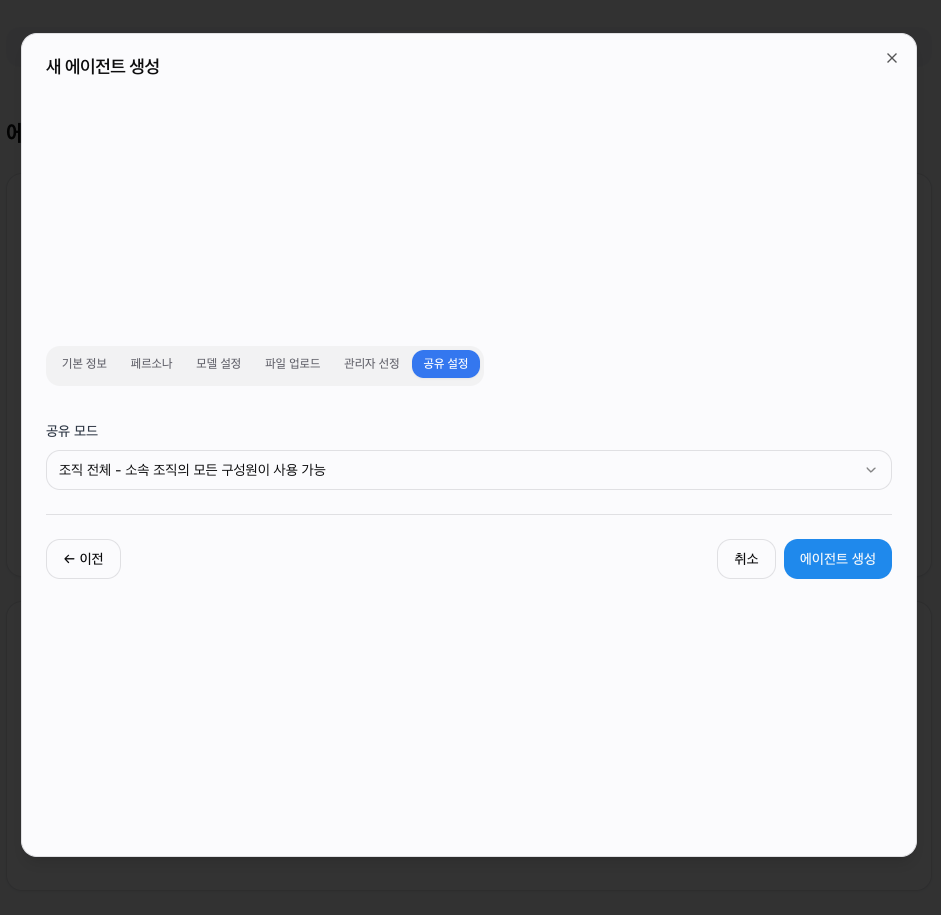 새 에이전트 생성
에
기본 정보 페르소나 모델 설정 파일 업로드 관리자 선정 공유 설정
공유 모드
조직 전체 - 소속 조직의 모든 구성원이 사용 가능
← 이전 취소 에이전트 생성